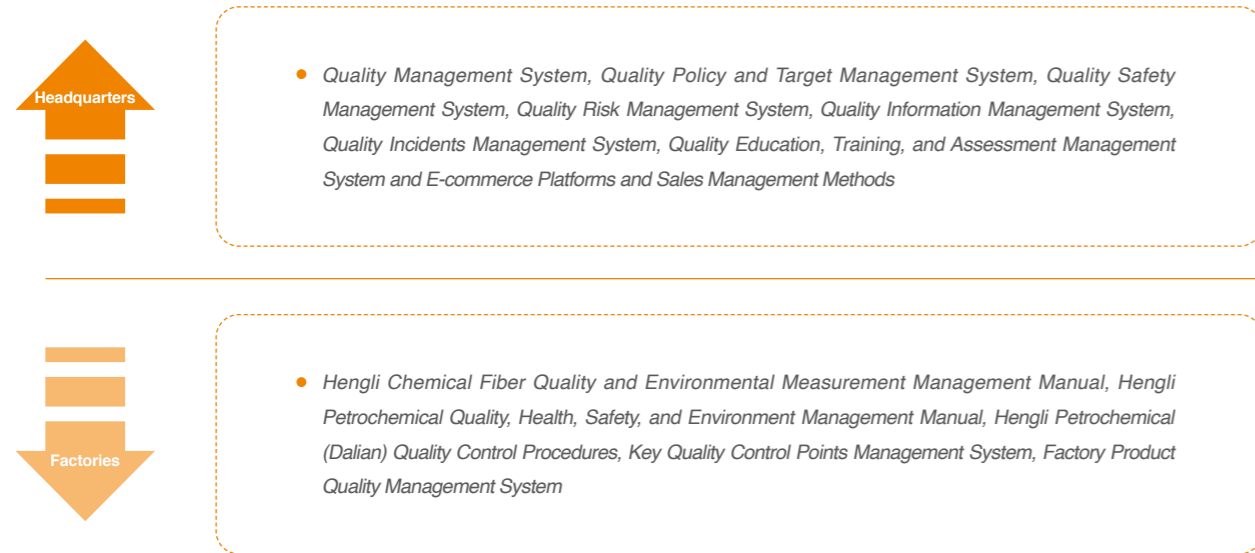 Headquarters
Quality Management System, Quality Policy and Target Management System, Quality Safety
Management System, Quality Risk Management System, Quality Information Management System,
Quality Incidents Management System, Quality Education, Training, and Assessment Management
System and E-commerce Platforms and Sales Management Methods
Factories
Hengli Chemical Fiber Quality and Environmental Measurement Management Manual, Hengli
Petrochemical Quality, Health, Safety, and Environment Management Manual, Hengli Petrochemical
(Dalian) Quality Control Procedures, Key Quality Control Points Management System, Factory Product
Quality Management System